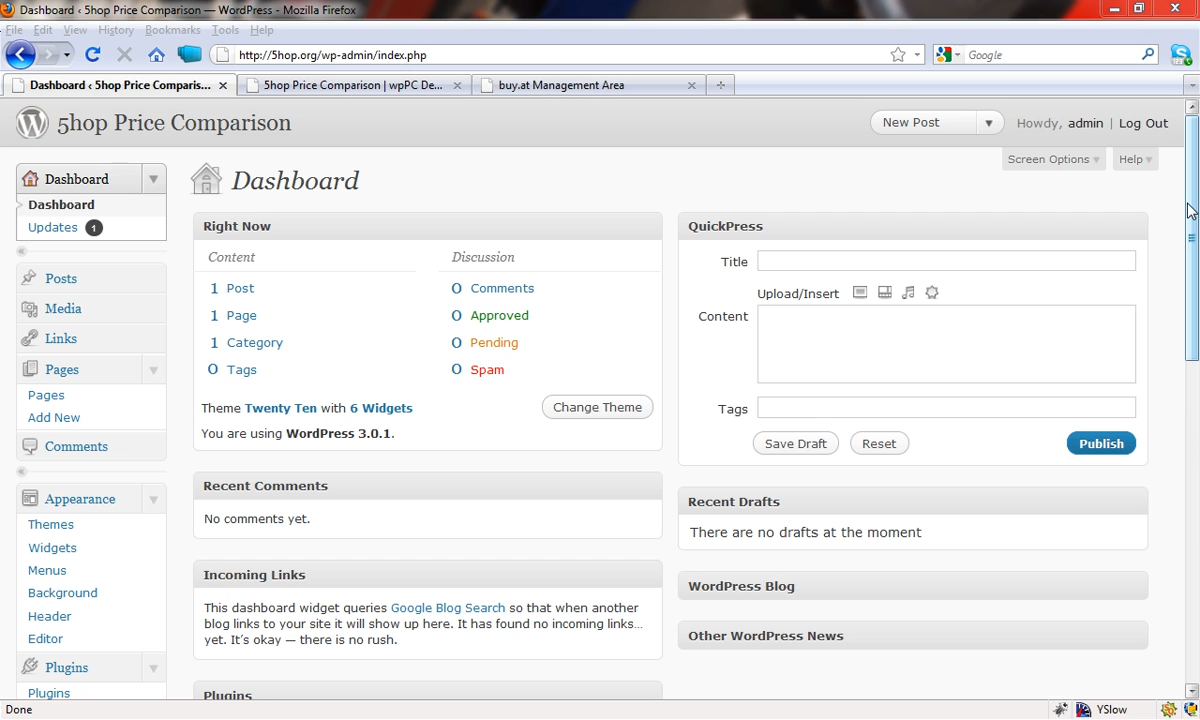 Dashboard ‹ 5hop Price Comparison — WordPress - Mozilla Firefox
File Edit View History Bookmarks Tools Help
http://5hop.org/wp-admin/index.php
Google
Dashboard ‹ 5hop Price Comparis...
5hop Price Comparison | wpPC De...
buy.at Management Area
5hop Price Comparison
New Post
Howdy, admin | Log Out
Screen Options
Help
Dashboard
Dashboard
Updates 1
Posts
Media
Links
Pages
Pages
Add New
Comments
Appearance
Themes
Widgets
Menus
Background
Header
Editor
Plugins
Plugins
Dashboard
Right Now
Content
1 Post
1 Page
1 Category
0 Tags
Discussion
0 Comments
0 Approved
0 Pending
0 Spam
Theme Twenty Ten with 6 Widgets
Change Theme
You are using WordPress 3.0.1.
Recent Comments
No comments yet.
Incoming Links
This dashboard widget queries Google Blog Search so that when another
blog links to your site it will show up here. It has found no incoming links…
yet. It's okay — there is no rush.
Plugins
QuickPress
Title
Upload/Insert
Content
Tags
Save Draft
Reset
Publish
Recent Drafts
There are no drafts at the moment
WordPress Blog
Other WordPress News
Done
YSlow